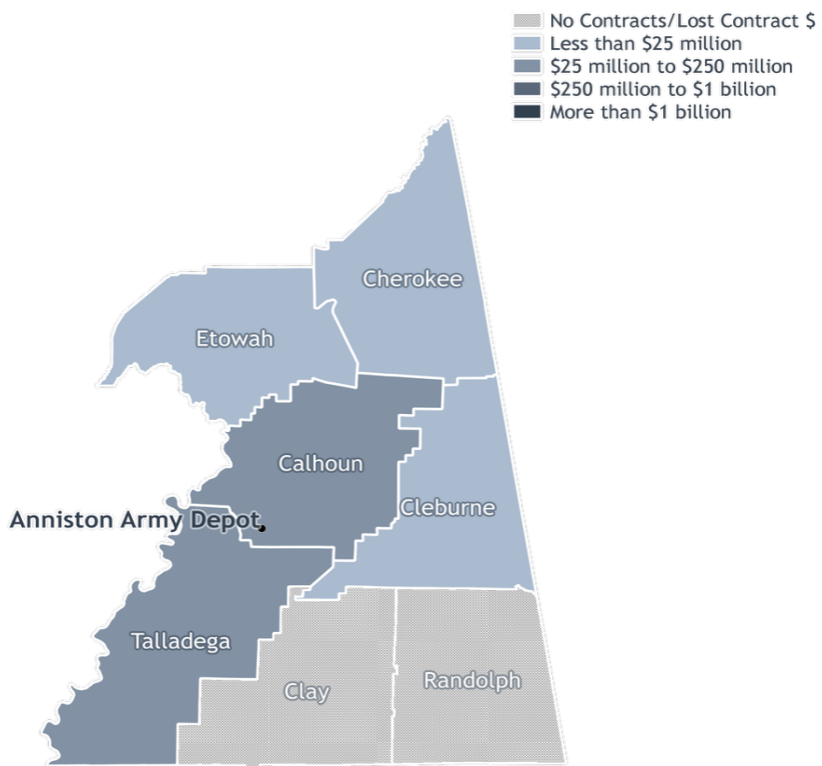 No Contracts/Lost Contract $
Less than $25 million
$25 million to $250 million
$250 million to $1 billion
More than $1 billion
Cherokee
Etowah
Calhoun
Cleburne
Anniston Army Depot
Talladega
Randolph
Clay